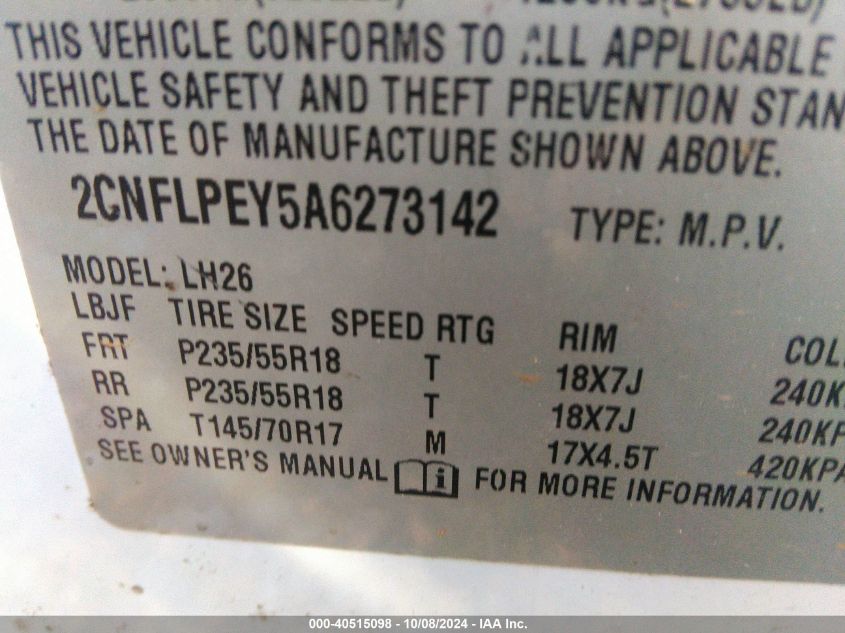 THIS VEHICLE CONFORMS TO ALL APPLICABLE
VEHICLE SAFETY AND THEFT PREVENTION STAN
THE DATE OF MANUFACTURE SHOWN ABOVE.
2CNFLPEY5A6273142 TYPE: M.P.V.
MODEL: LH26
LBJF TIRE SIZE SPEED RTG RIM COL
FRT P235/55R18 T 18X7J 240K
RR P235/55R18 T 18X7J 240KP
SPA T145/70R17 M 17X4.5T 420KPA
SEE OWNER'S MANUAL i FOR MORE INFORMATION.
000-40515098 - 10/08/2024 - IAA Inc.